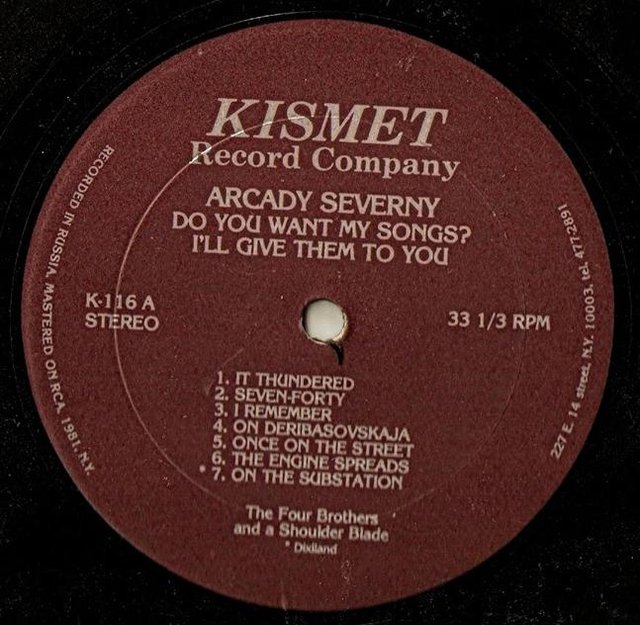 KISMET
Record Company
ARCADY SEVERNY
DO YOU WANT MY SONGS?
I'LL GIVE THEM TO YOU
K-116 A
STEREO
33 1/3 RPM
1. IT THUNDERED
2. SEVEN-FORTY
3. I REMEMBER
4. ON DERIBASOVSKAJA
5. ONCE ON THE STREET
6. THE ENGINE SPREADS
* 7. ON THE SUBSTATION
The Four Brothers
and a Shoulder Blade
* Dixiland
RECORDED IN RUSSIA, MASTERED ON RCA, 1981, N.Y.
227 E. 14 street, N.Y. 10003, tel. 477-2891